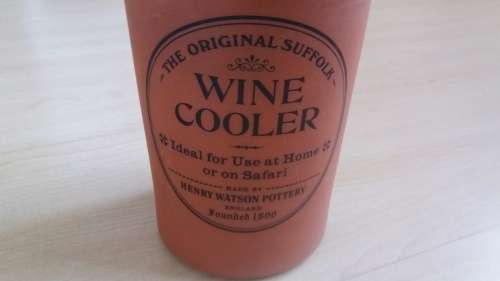 THE ORIGINAL SUFFOLK
WINE
COOLER
Ideal for Use at Home
or on Safari
MADE BY
HENRY WATSON POTTERY
ENGLAND
Founded 1800